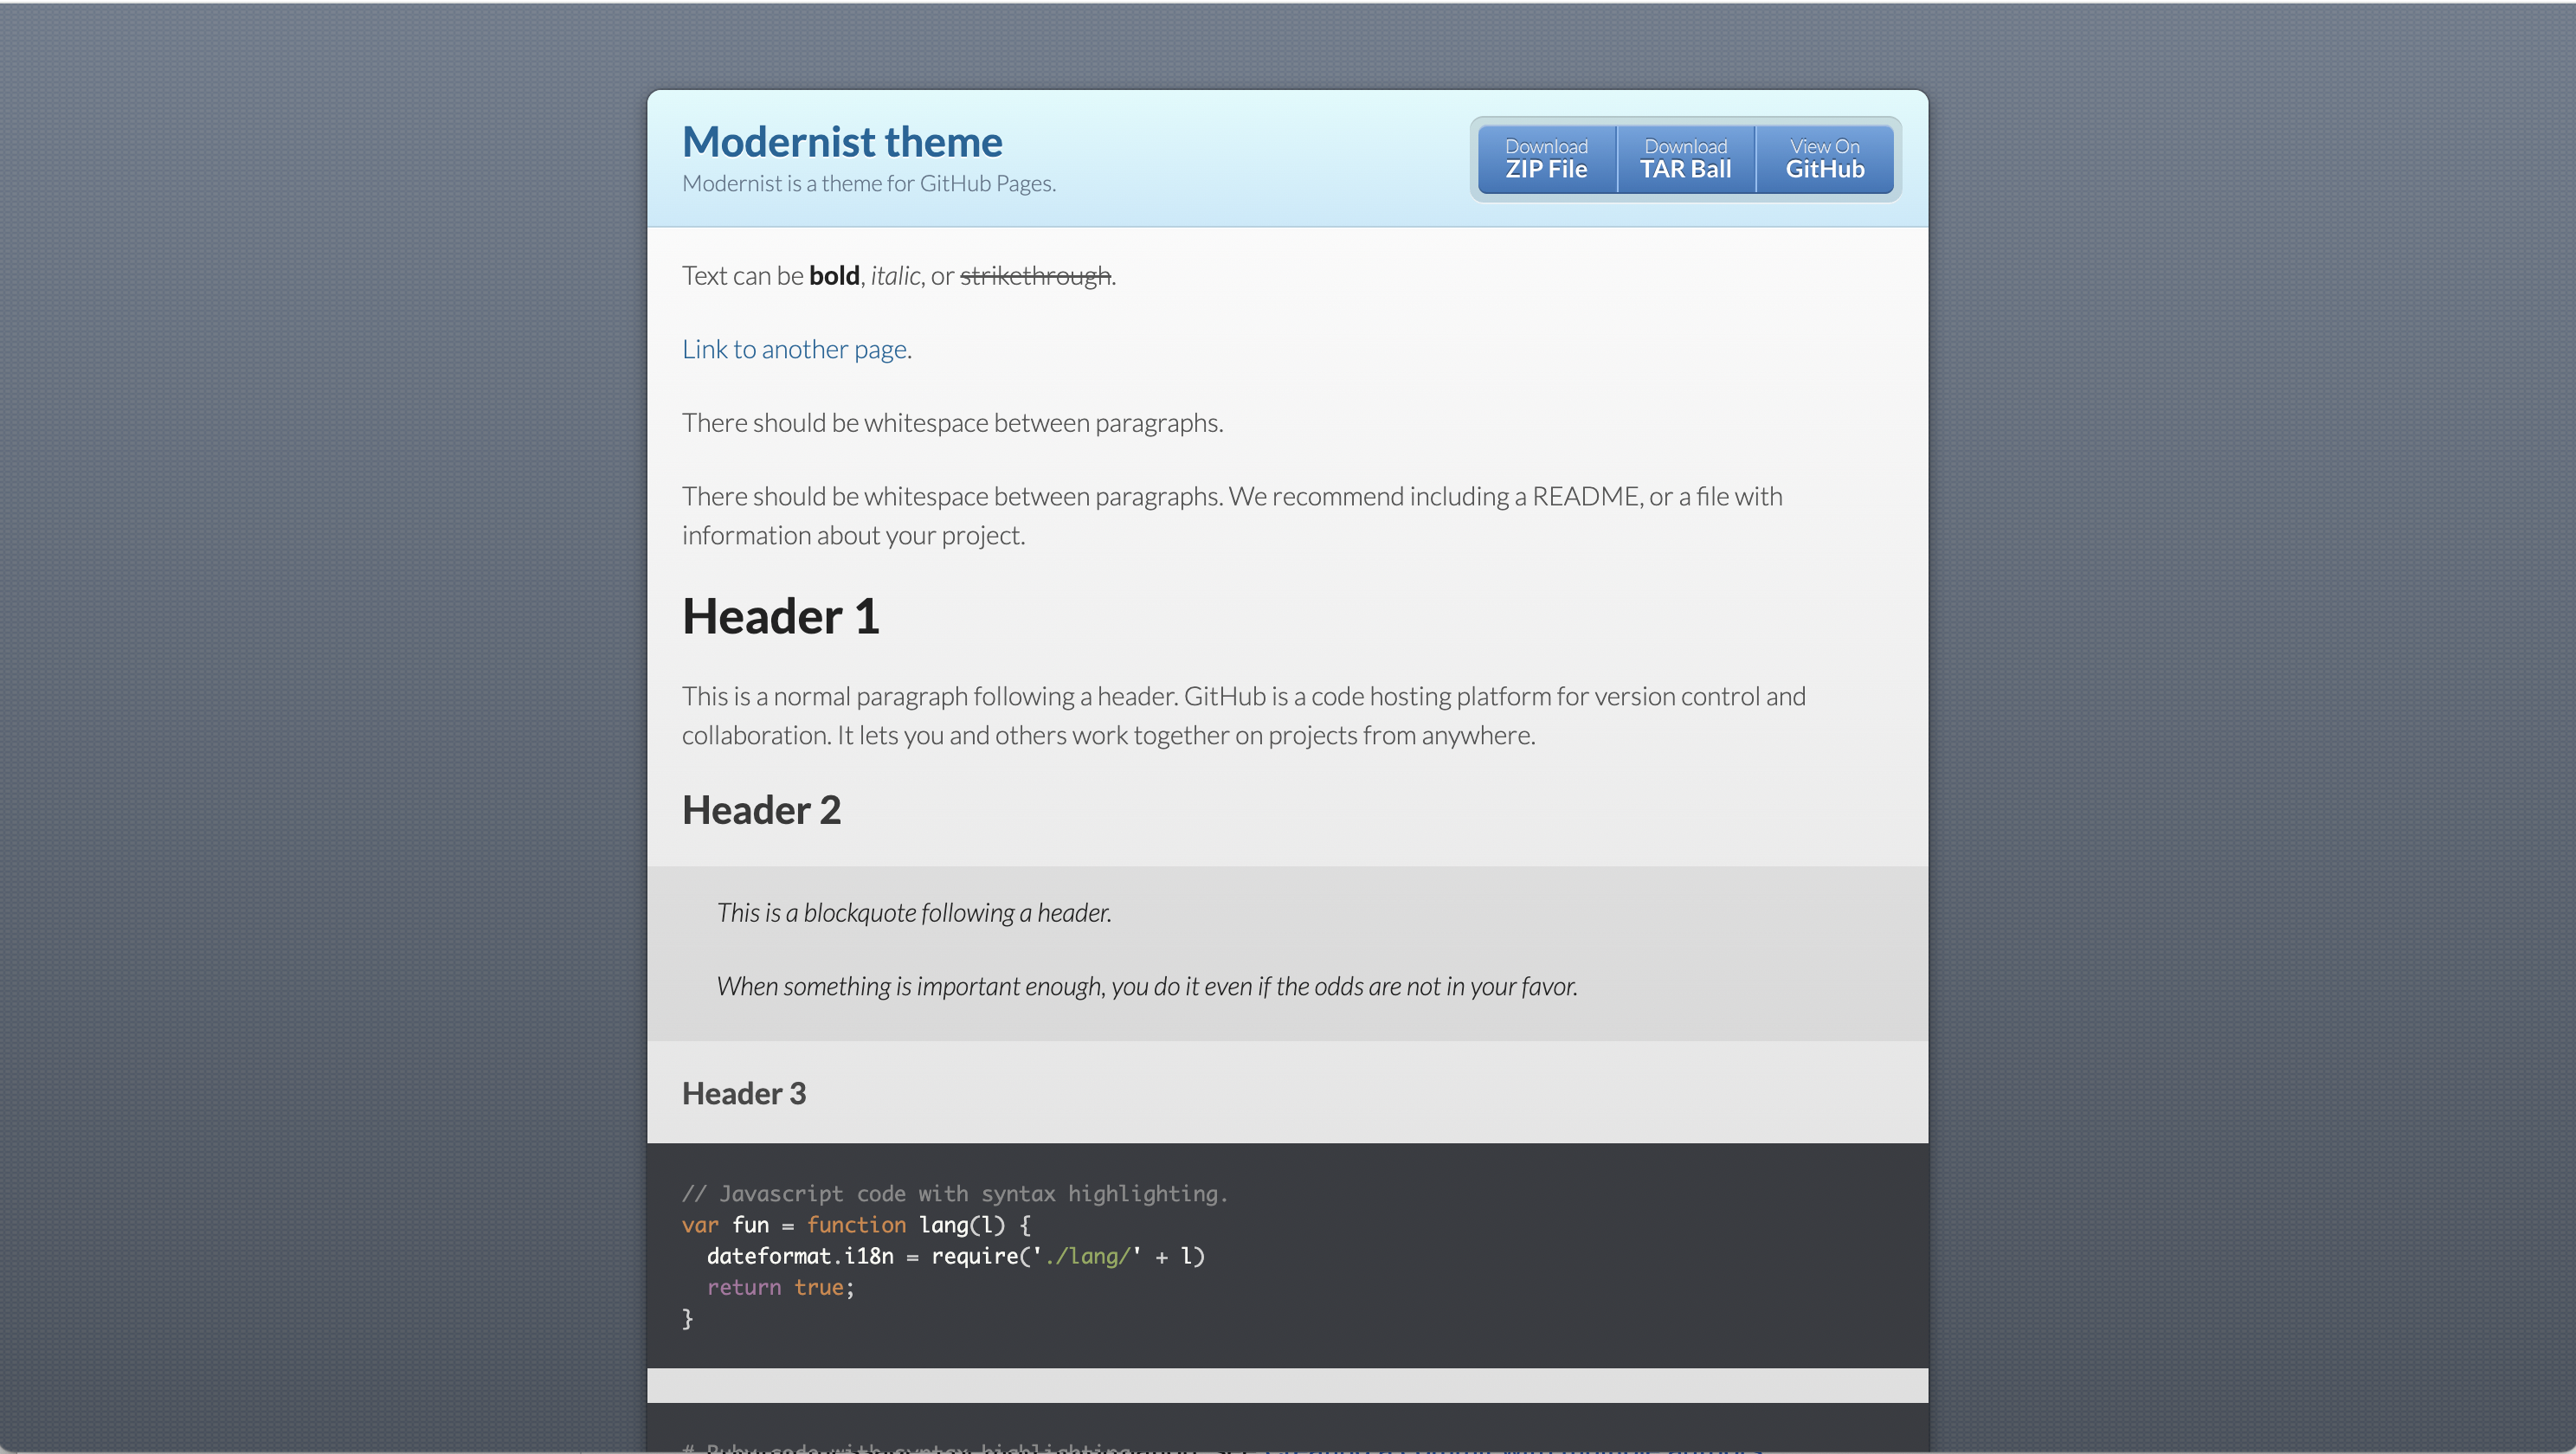 Modernist theme
Modernist is a theme for GitHub Pages.
Download
ZIP File
Download
TAR Ball
View On
GitHub
Text can be bold, italic, or strikethrough.
Link to another page.
There should be whitespace between paragraphs.
There should be whitespace between paragraphs. We recommend including a README, or a file with
information about your project.
Header 1
This is a normal paragraph following a header. GitHub is a code hosting platform for version control and
collaboration. It lets you and others work together on projects from anywhere.
Header 2
This is a blockquote following a header.
When something is important enough, you do it even if the odds are not in your favor.
Header 3
// Javascript code with syntax highlighting.
var fun = function lang(l) {
  dateformat.i18n = require('./lang/' + l)
  return true;
}
# Ruby code with syntax highlighting